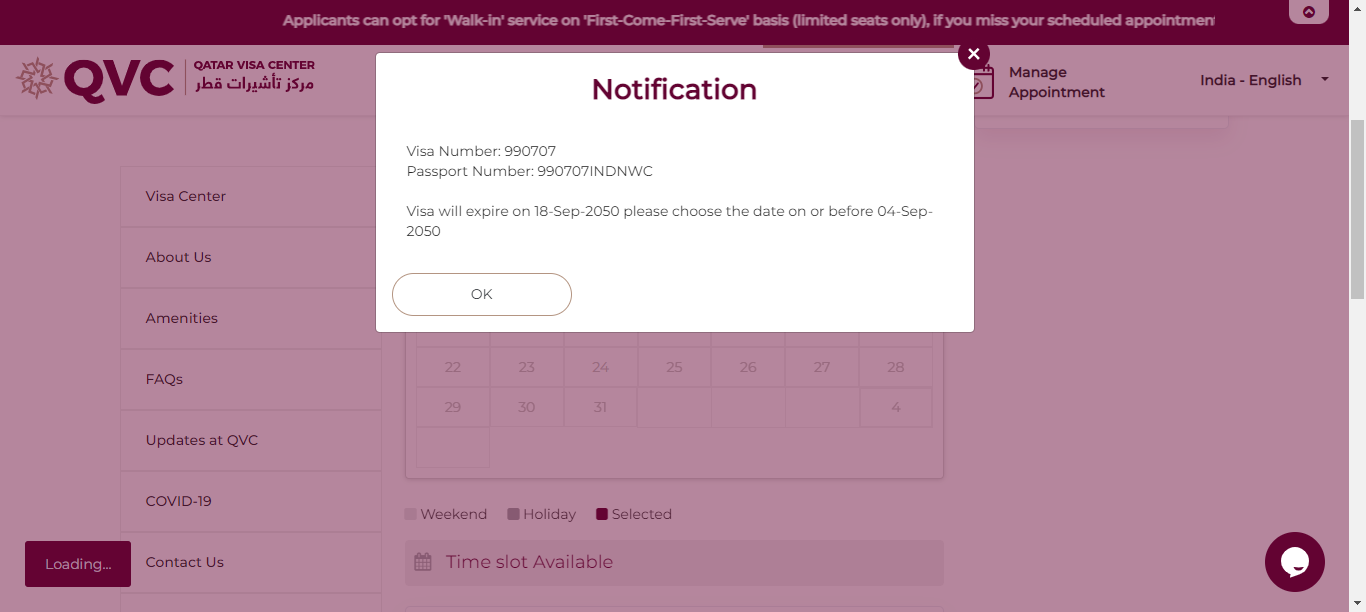 Applicants can opt for 'Walk-in' service on 'First-Come-First-Serve' basis (limited seats only), if you miss your scheduled appointment
QVC
QATAR VISA CENTER
مركز تأشيرات قطر
Manage
Appointment
India - English
Notification
Visa Number: 990707
Passport Number: 990707INDNWC
Visa will expire on 18-Sep-2050 please choose the date on or before 04-Sep-
2050
OK
Visa Center
About Us
Amenities
FAQs
Updates at QVC
COVID-19
Contact Us
22 23 24 25 26 27 28
29 30 31 4
Weekend Holiday Selected
Time slot Available
Loading...